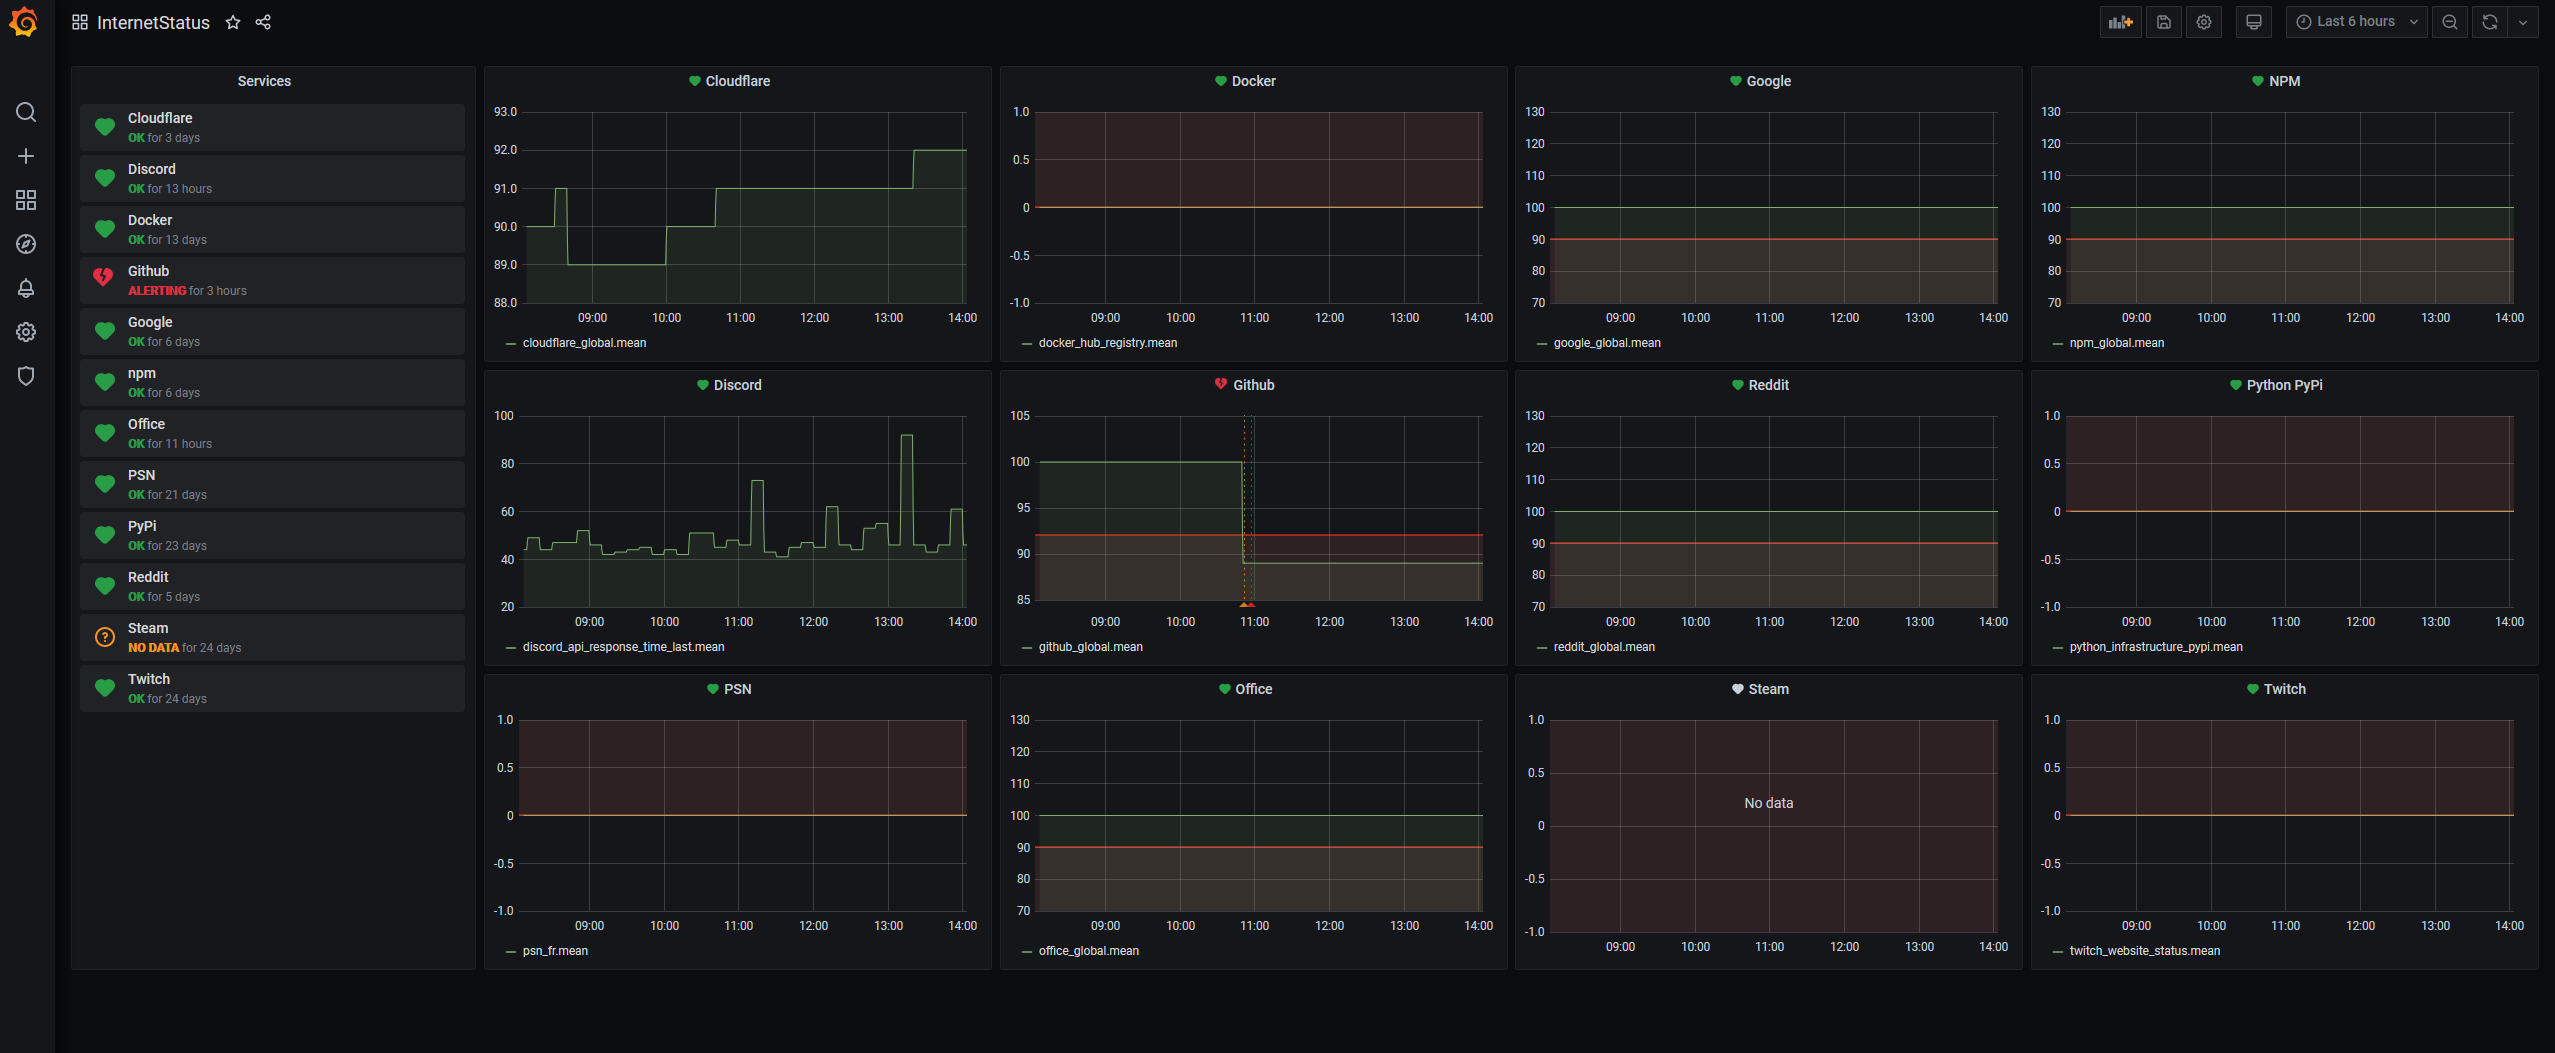 InternetStatus
Last 6 hours
Services
Cloudflare
OK for 3 days
Discord
OK for 13 hours
Docker
OK for 13 days
Github
ALERTING for 3 hours
Google
OK for 6 days
npm
OK for 6 days
Office
OK for 11 hours
PSN
OK for 21 days
PyPi
OK for 23 days
Reddit
OK for 5 days
Steam
NO DATA for 24 days
Twitch
OK for 24 days
Cloudflare
93.0
92.0
91.0
90.0
89.0
88.0
09:00 10:00 11:00 12:00 13:00 14:00
cloudflare_global.mean
Docker
1.0
0.5
0
-0.5
-1.0
09:00 10:00 11:00 12:00 13:00 14:00
docker_hub_registry.mean
Google
130
120
110
100
90
80
70
09:00 10:00 11:00 12:00 13:00 14:00
google_global.mean
NPM
130
120
110
100
90
80
70
09:00 10:00 11:00 12:00 13:00 14:00
npm_global.mean
Discord
100
80
60
40
20
09:00 10:00 11:00 12:00 13:00 14:00
discord_api_response_time_last.mean
Github
105
100
95
90
85
09:00 10:00 11:00 12:00 13:00 14:00
github_global.mean
Reddit
130
120
110
100
90
80
70
09:00 10:00 11:00 12:00 13:00 14:00
reddit_global.mean
Python PyPi
1.0
0.5
0
-0.5
-1.0
09:00 10:00 11:00 12:00 13:00 14:00
python_infrastructure_pypi.mean
PSN
1.0
0.5
0
-0.5
-1.0
09:00 10:00 11:00 12:00 13:00 14:00
psn_fr.mean
Office
130
120
110
100
90
80
70
09:00 10:00 11:00 12:00 13:00 14:00
office_global.mean
Steam
1.0
0.5
No data
0
-0.5
-1.0
09:00 10:00 11:00 12:00 13:00 14:00
Twitch
1.0
0.5
0
-0.5
-1.0
09:00 10:00 11:00 12:00 13:00 14:00
twitch_website_status.mean